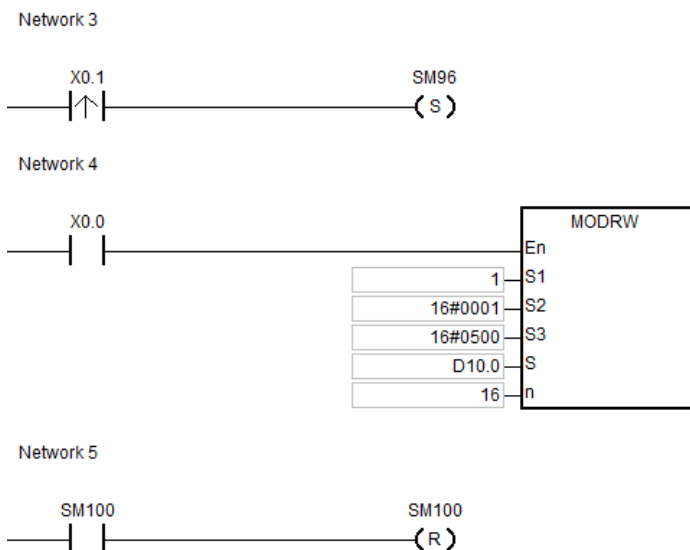 Network 3
X0.1 SM96
S
Network 4
X0.0 MODRW
En
1 S1
16#0001 S2
16#0500 S3
D10.0 S
16 n
Network 5
SM100 SM100
R